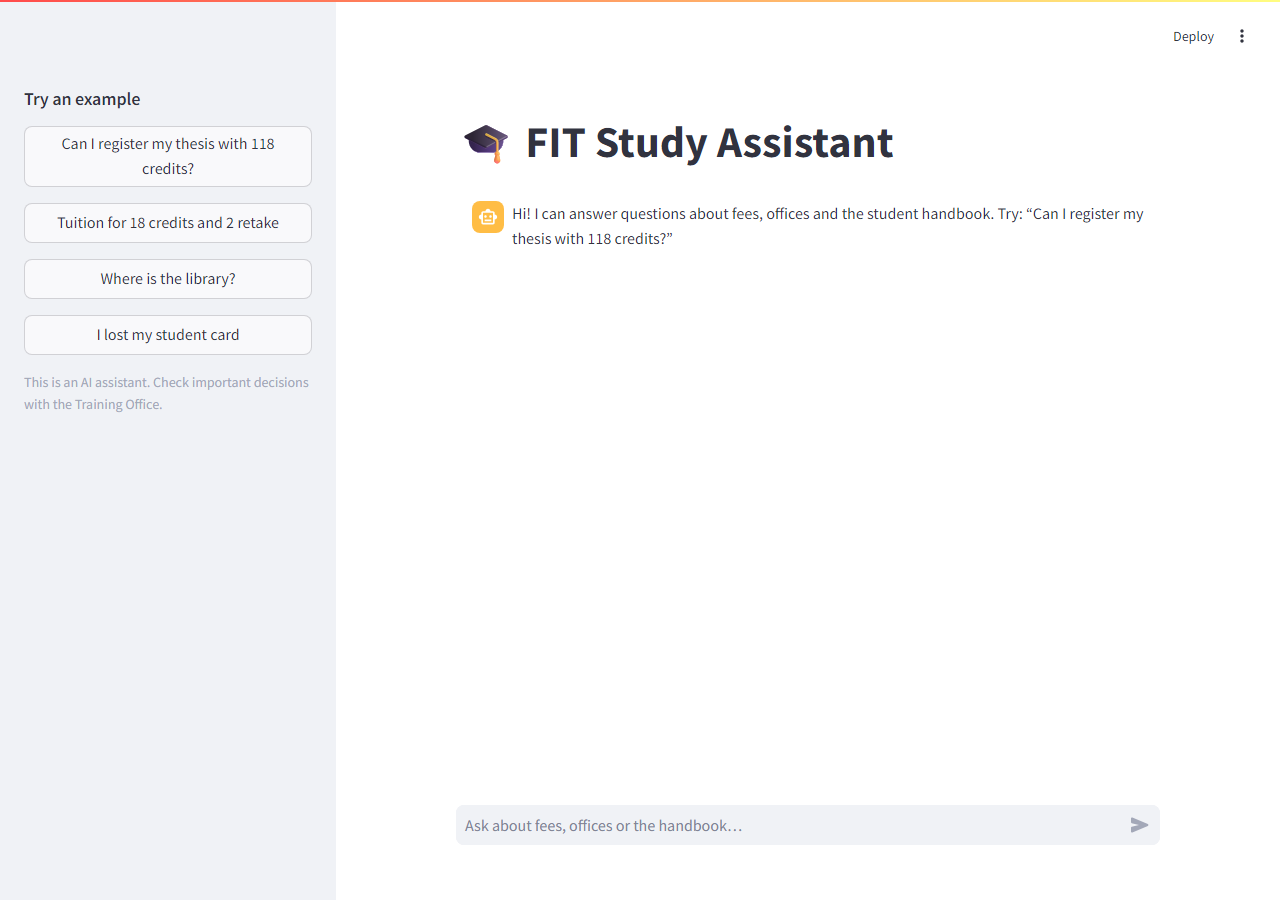 Deploy
Try an example
Can I register my thesis with 118
credits?
Tuition for 18 credits and 2 retake
Where is the library?
I lost my student card
This is an AI assistant. Check important decisions
with the Training Office.
FIT Study Assistant
Hi! I can answer questions about fees, offices and the student handbook. Try: “Can I register my
thesis with 118 credits?”
Ask about fees, offices or the handbook…